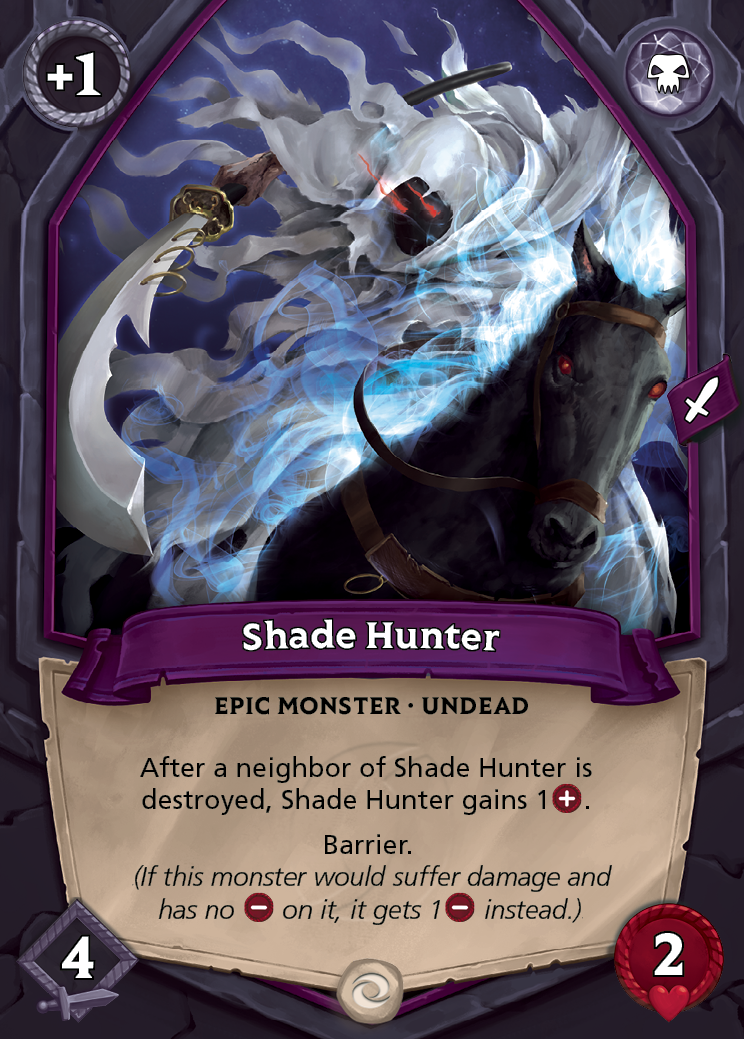 +1
Shade Hunter
EPIC MONSTER · UNDEAD
After a neighbor of Shade Hunter is
destroyed, Shade Hunter gains 1+.
Barrier.
(If this monster would suffer damage and
has no − on it, it gets 1− instead.)
4
2